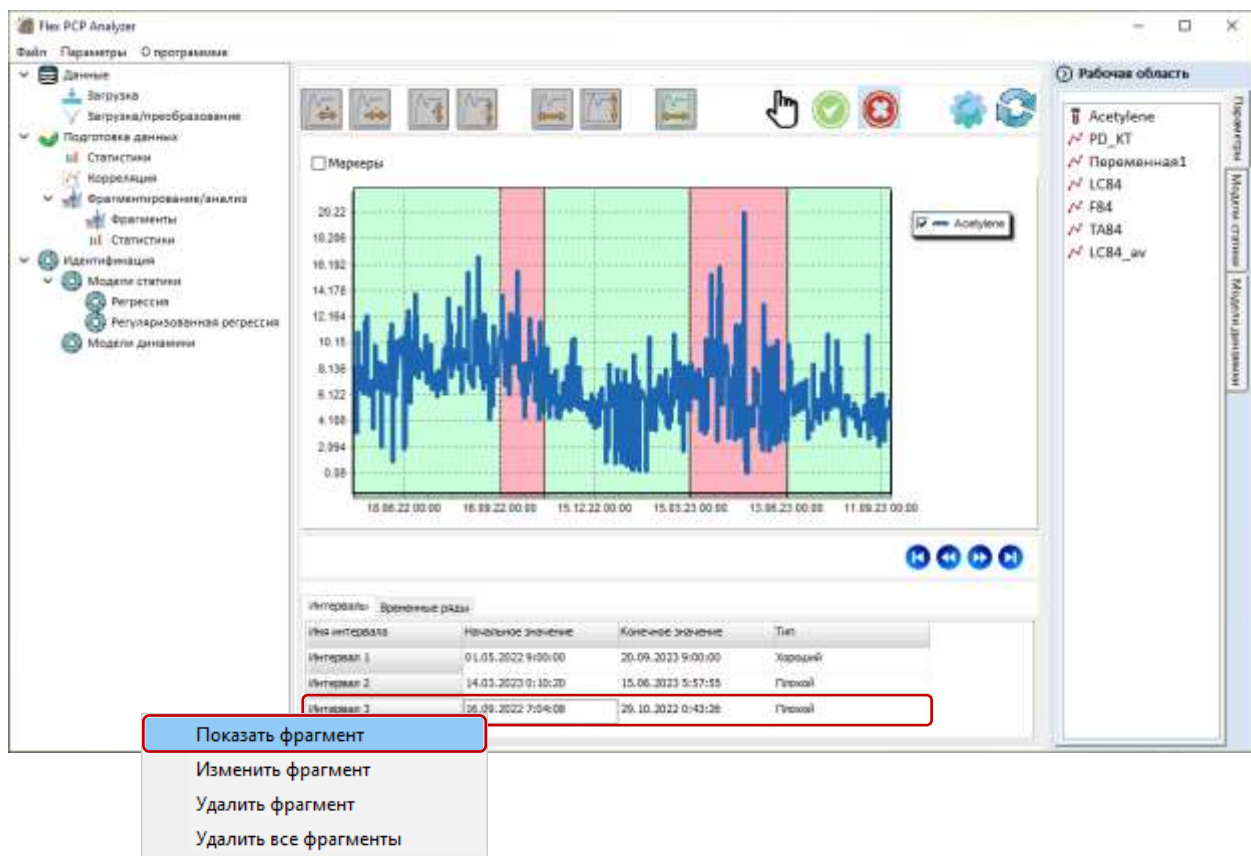 Flex PCP Analyzer
Файл Параметры О программе
Данные
Загрузка
Загрузка/преобразование
Подготовка данных
Статистики
Корреляция
Фрагментирование/анализ
Фрагменты
Статистики
Идентификация
Модели статики
Регрессия
Регуляризованная регрессия
Модели динамики
Маркеры
20.22
18.206
16.192
14.178
12.164
10.15
8.136
6.122
4.108
2.094
0.08
18.06.22 00:00 16.09.22 00:00 15.12.22 00:00 15.03.23 00:00 13.06.23 00:00 11.09.23 00:00
Acetylene
Интервалы Временные ряды
Имя интервала Начальное значение Конечное значение Тип
Интервал 1 01.05.2022 9:00:00 20.09.2023 9:00:00 Хороший
Интервал 2 14.03.2023 0:10:20 15.06.2023 5:57:55 Плохой
Интервал 3 16.09.2022 7:04:08 29.10.2022 0:43:26 Плохой
Показать фрагмент
Изменить фрагмент
Удалить фрагмент
Удалить все фрагменты
Рабочая область
Acetylene
PD_KT
Переменная1
LC84
F84
TA84
LC84_av
Параметры
Модели статики
Модели динамики